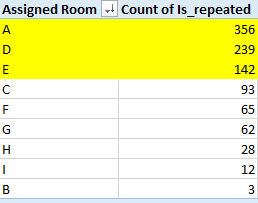 Assigned Room Count of Is_repeated
A 356
D 239
E 142
C 93
F 65
G 62
H 28
I 12
B 3